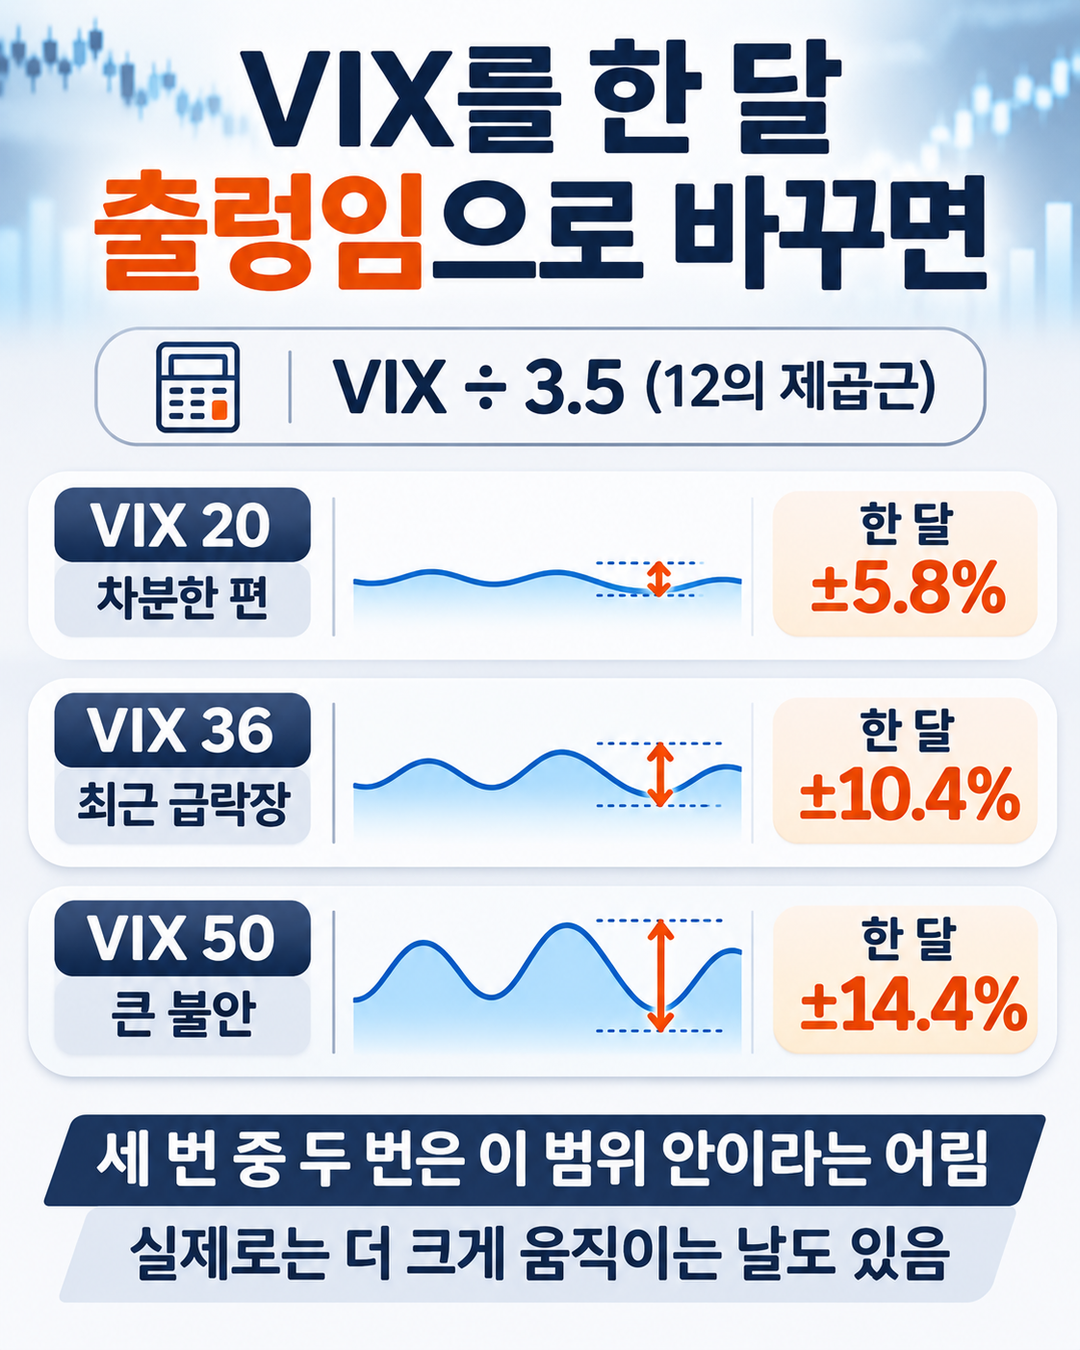 VIX를 한 달
출렁임으로 바꾸면
VIX ÷ 3.5 (12의 제곱근)
VIX 20
차분한 편
한 달
±5.8%
VIX 36
최근 급락장
한 달
±10.4%
VIX 50
큰 불안
한 달
±14.4%
세 번 중 두 번은 이 범위 안이라는 어림
실제로는 더 크게 움직이는 날도 있음